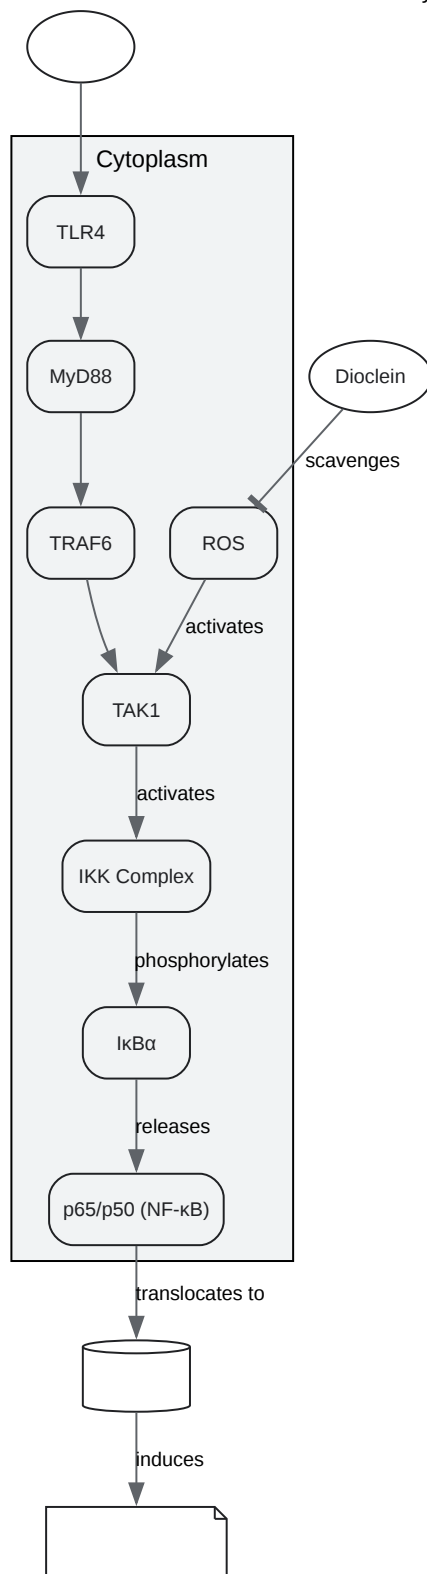 Cytoplasm
TLR4
MyD88
Dioclein
scavenges
TRAF6
ROS
activates
TAK1
activates
IKK Complex
phosphorylates
IκBα
releases
p65/p50 (NF-κB)
translocates to
induces